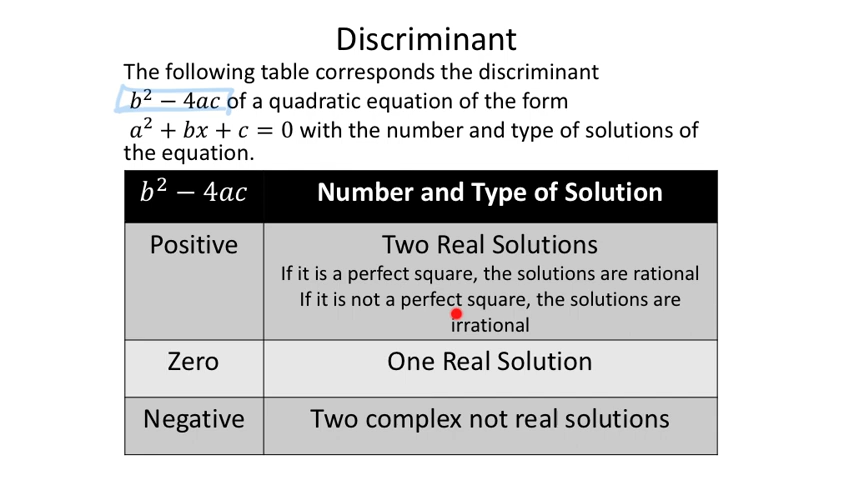 Discriminant
The following table corresponds the discriminant
b² − 4ac of a quadratic equation of the form
a² + bx + c = 0 with the number and type of solutions of
the equation.
b² − 4ac Number and Type of Solution
Positive Two Real Solutions
If it is a perfect square, the solutions are rational
If it is not a perfect square, the solutions are
irrational
Zero One Real Solution
Negative Two complex not real solutions